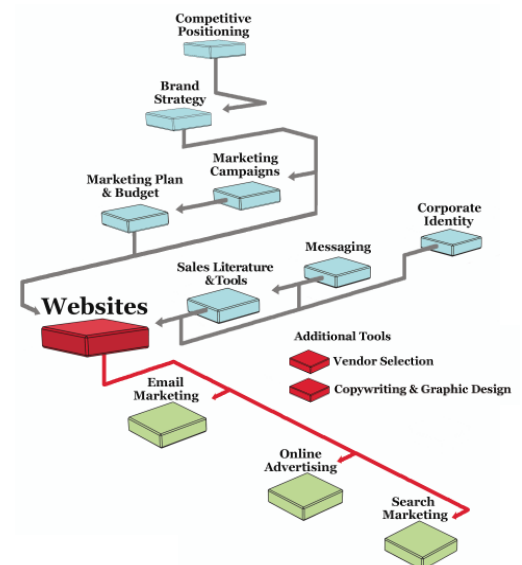 Competitive
Positioning
Brand
Strategy
Marketing
Campaigns
Marketing Plan
& Budget
Corporate
Identity
Messaging
Sales Literature
&Tools
Websites
Additional Tools
Vendor Selection
Copywriting & Graphic Design
Email
Marketing
Online
Advertising
Search
Marketing